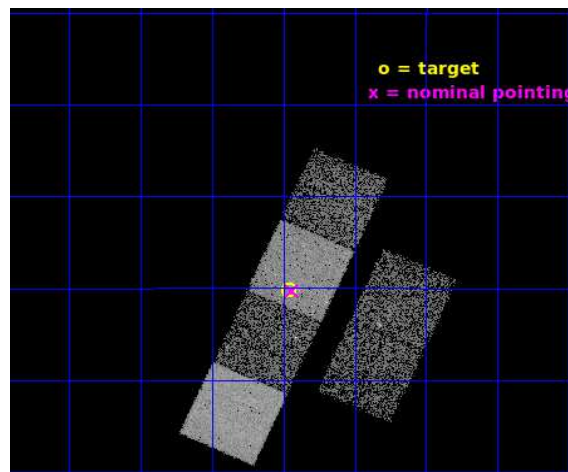 o = target
x = nominal pointing